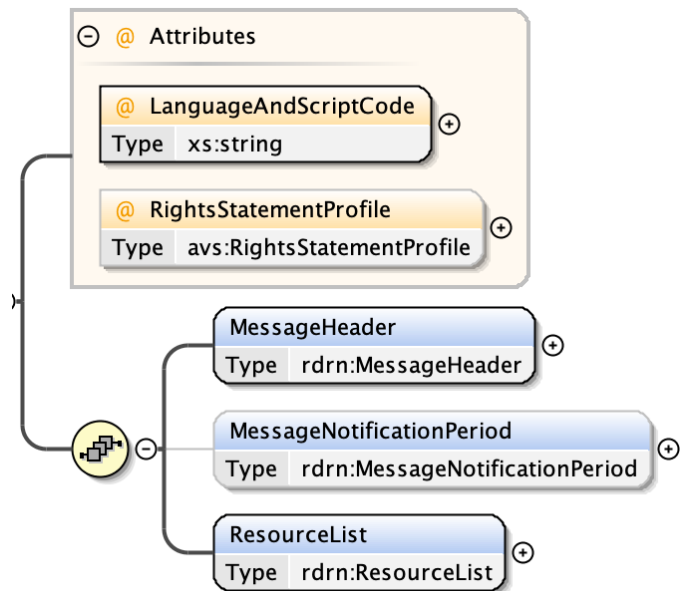 @ Attributes
@ LanguageAndScriptCode
Type xs:string
@ RightsStatementProfile
Type avs:RightsStatementProfile
MessageHeader
Type rdrn:MessageHeader
MessageNotificationPeriod
Type rdrn:MessageNotificationPeriod
ResourceList
Type rdrn:ResourceList